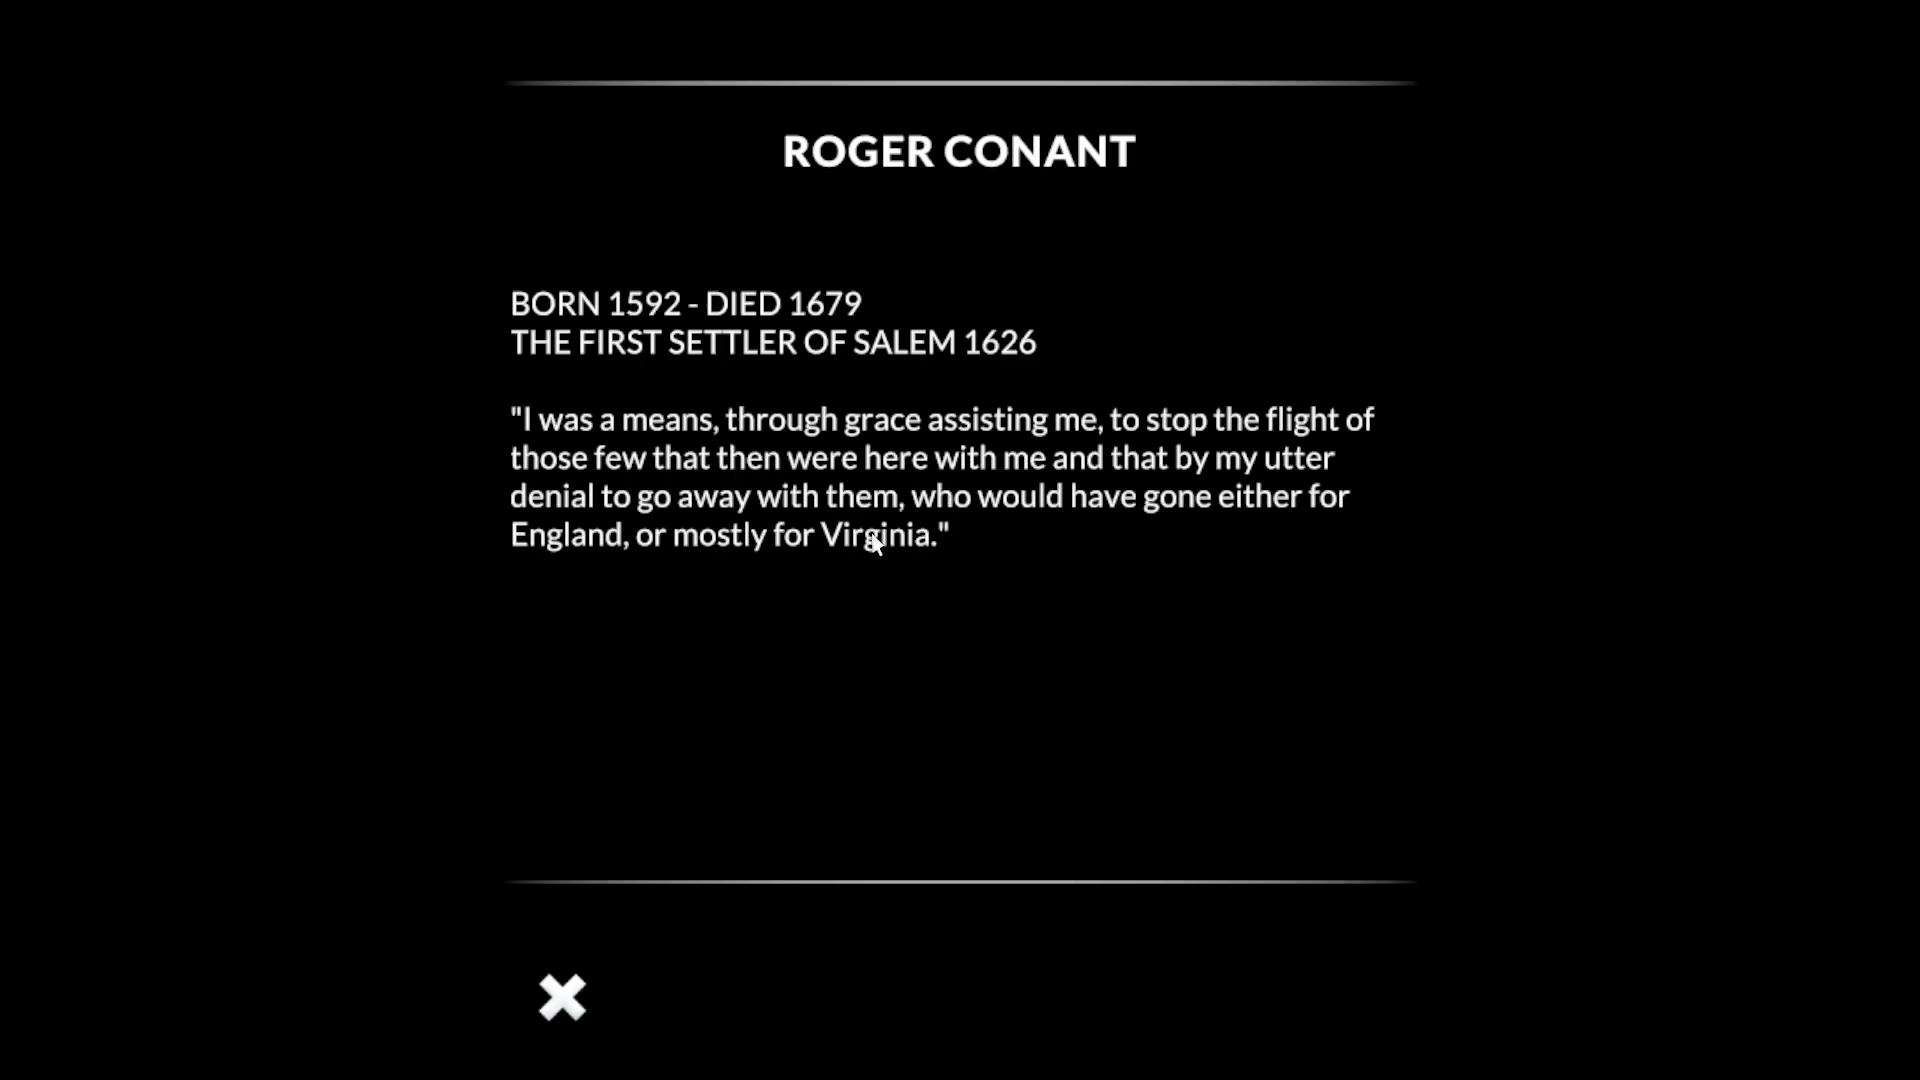 ROGER CONANT
BORN 1592 - DIED 1679
THE FIRST SETTLER OF SALEM 1626
"I was a means, through grace assisting me, to stop the flight of
those few that then were here with me and that by my utter
denial to go away with them, who would have gone either for
England, or mostly for Virginia."